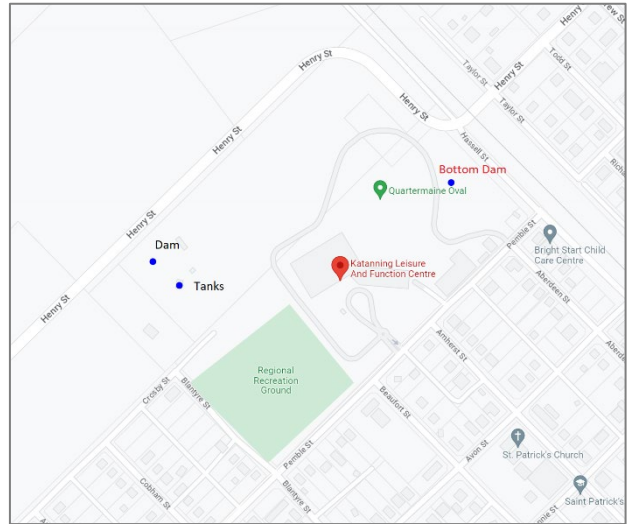 Henry St
Henry St
Henry St
Henry St
Henry St
Henry St
Henry
Taylor St
Taylor St
Todd St
Hassell St
Bottom Dam
Quartermaine Oval
Pemble St
Bright Start Child
Care Centre
Dam
Tanks
Katanning Leisure
And Function Centre
Aberdeen St
Amherst St
Regional
Recreation
Ground
Crosby St
Blantyre St
Beaufort St
Pemble St
Avon St
St. Patrick's Church
Cobham St
Blantyre St
Saint Patrick's